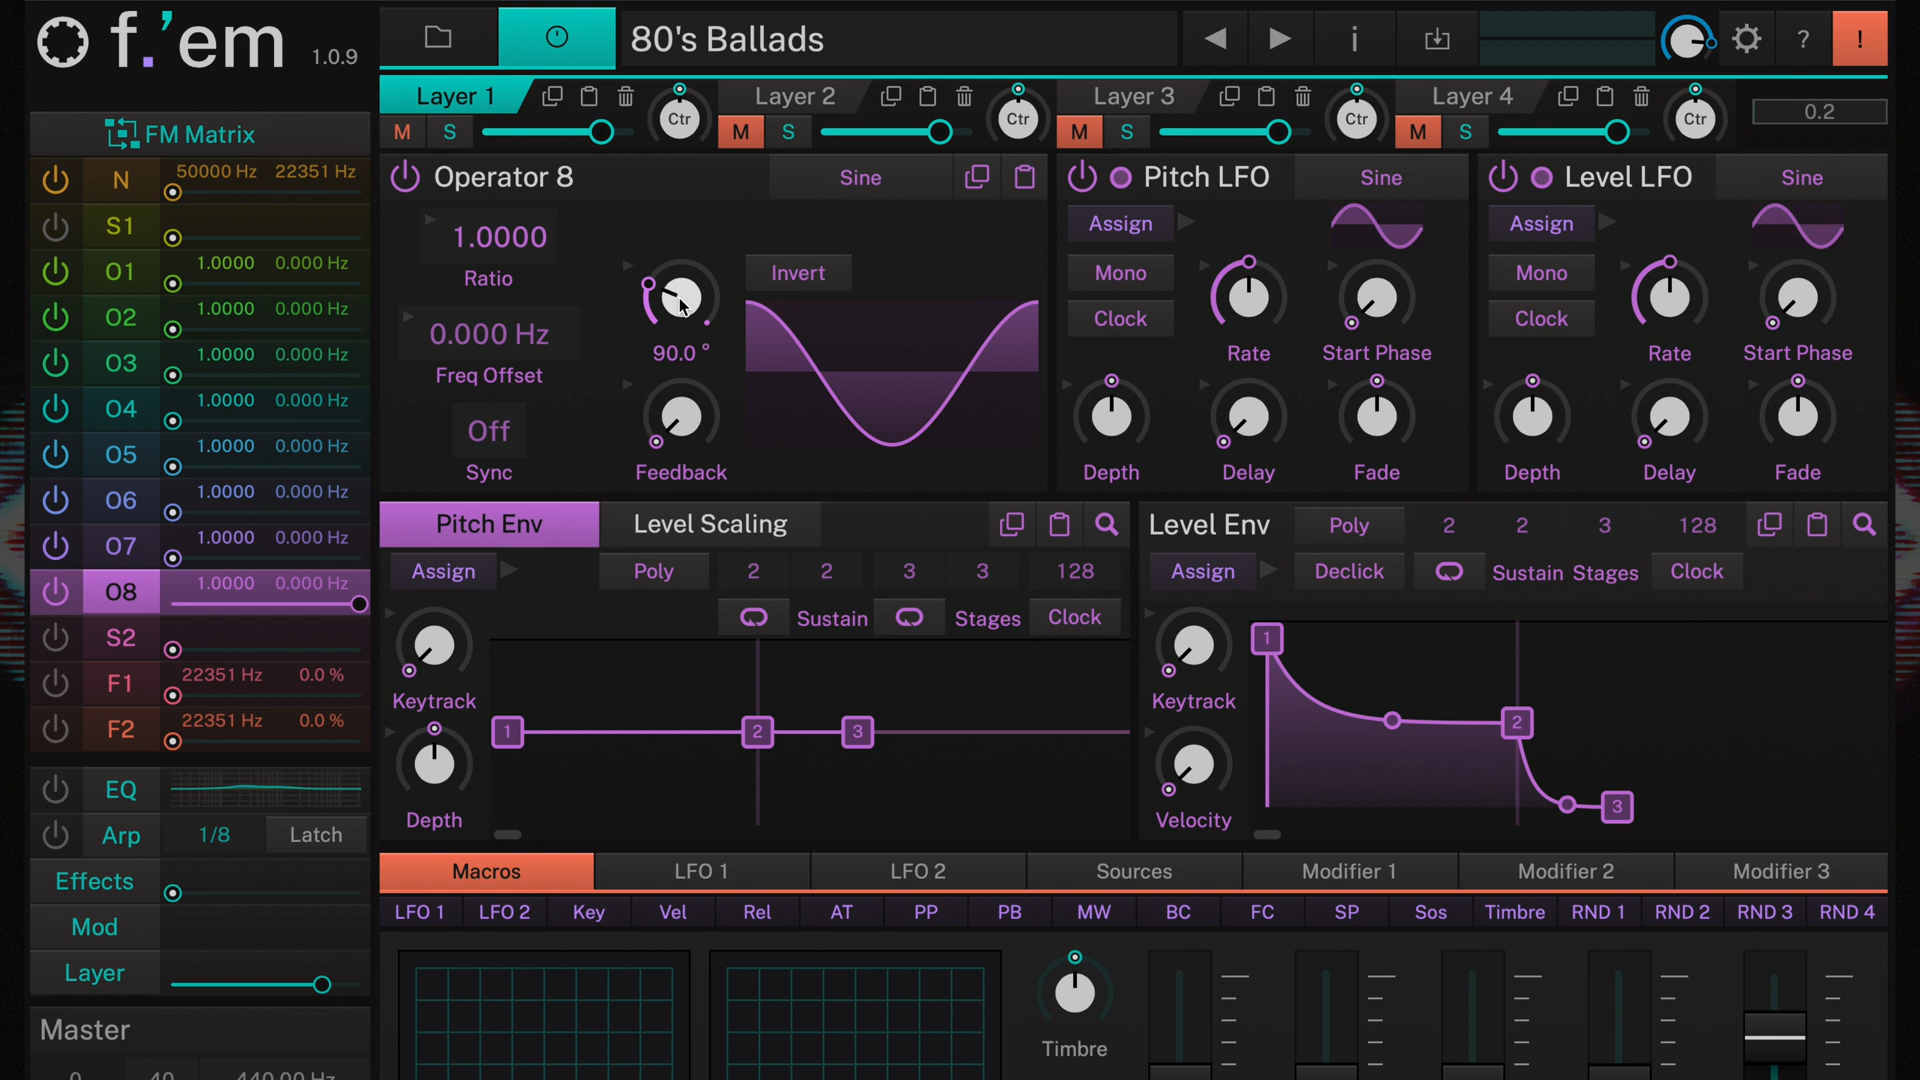 f.'em 1.0.9
80's Ballads
i
?
!
Layer 1
Ctr
Layer 2
Ctr
Layer 3
Ctr
Layer 4
Ctr
0.2
M S
M S
M S
M S
FM Matrix
N 50000 Hz 22351 Hz
S1
O1 1.0000 0.000 Hz
O2 1.0000 0.000 Hz
O3 1.0000 0.000 Hz
O4 1.0000 0.000 Hz
O5 1.0000 0.000 Hz
O6 1.0000 0.000 Hz
O7 1.0000 0.000 Hz
O8 1.0000 0.000 Hz
S2
F1 22351 Hz 0.0 %
F2 22351 Hz 0.0 %
EQ
Arp 1/8 Latch
Effects
Mod
Layer
Master
Operator 8 Sine
1.0000
Ratio
0.000 Hz
Freq Offset
Off
Sync
90.0 °
Feedback
Invert
Pitch LFO Sine
Assign
Mono
Clock
Rate
Start Phase
Depth
Delay
Fade
Level LFO Sine
Assign
Mono
Clock
Rate
Start Phase
Depth
Delay
Fade
Pitch Env Level Scaling
Assign Poly 2 2 3 3 128
Sustain Stages Clock
Keytrack
Depth
1 2 3
Level Env Poly 2 2 3 128
Assign Declick Sustain Stages Clock
Keytrack
Velocity
1
2
3
Macros LFO 1 LFO 2 Sources Modifier 1 Modifier 2 Modifier 3
LFO 1 LFO 2 Key Vel Rel AT PP PB MW BC FC SP Sos Timbre RND 1 RND 2 RND 3 RND 4
Timbre